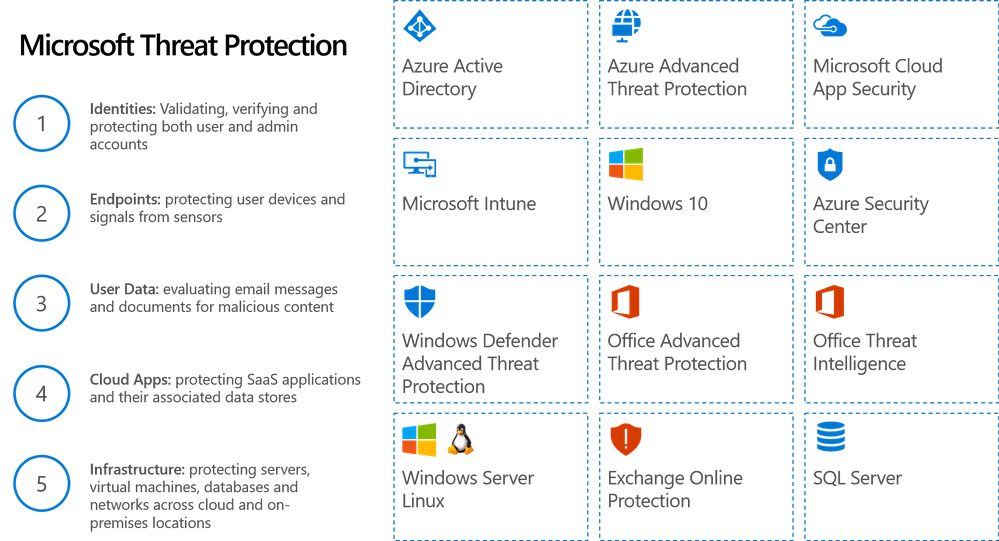 Microsoft Threat Protection
1
Identities: Validating, verifying and
protecting both user and admin
accounts
2
Endpoints: protecting user devices and
signals from sensors
3
User Data: evaluating email messages
and documents for malicious content
4
Cloud Apps: protecting SaaS applications
and their associated data stores
5
Infrastructure: protecting servers,
virtual machines, databases and
networks across cloud and on-
premises locations
Azure Active
Directory
Azure Advanced
Threat Protection
Microsoft Cloud
App Security
Microsoft Intune
Windows 10
Azure Security
Center
Windows Defender
Advanced Threat
Protection
Office Advanced
Threat Protection
Office Threat
Intelligence
Windows Server
Linux
Exchange Online
Protection
SQL Server